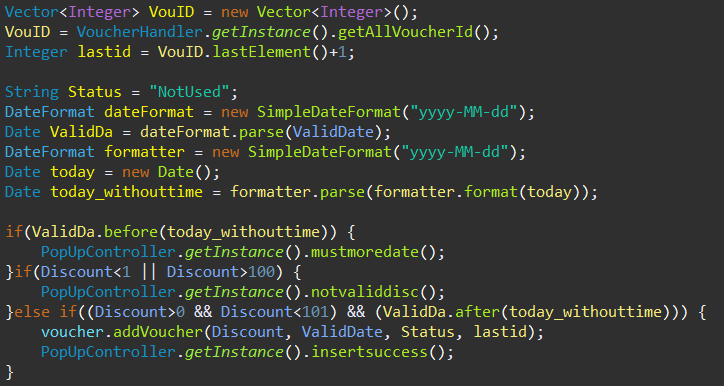 Vector<Integer> VouID = new Vector<Integer>();
VouID = VoucherHandler.getInstance().getAllVoucherId();
Integer lastid = VouID.lastElement()+1;
String Status = "NotUsed";
DateFormat dateFormat = new SimpleDateFormat("yyyy-MM-dd");
Date ValidDa = dateFormat.parse(ValidDate);
DateFormat formatter = new SimpleDateFormat("yyyy-MM-dd");
Date today = new Date();
Date today_withouttime = formatter.parse(formatter.format(today));
if(ValidDa.before(today_withouttime)) {
PopUpController.getInstance().mustmoredate();
}if(Discount<1 || Discount>100) {
PopUpController.getInstance().notvaliddisc();
}else if((Discount>0 && Discount<101) && (ValidDa.after(today_withouttime))) {
voucher.addVoucher(Discount, ValidDate, Status, lastid);
PopUpController.getInstance().insertsuccess();
}